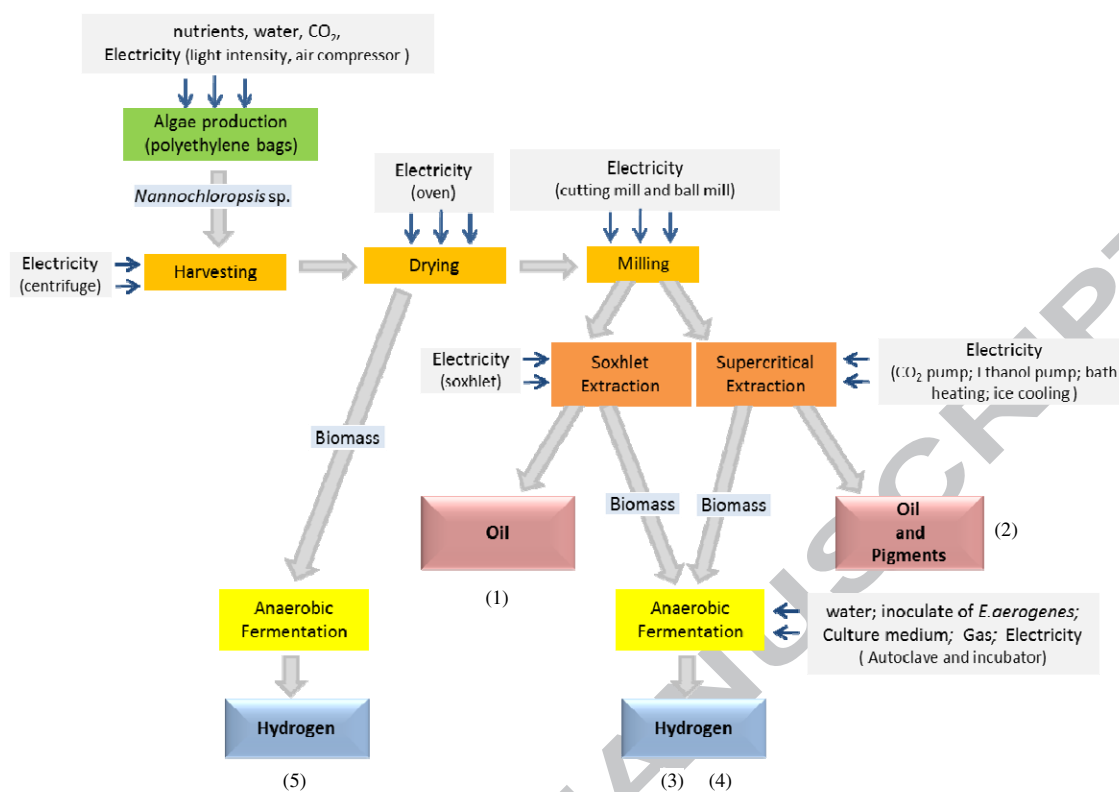 nutrients, water, CO₂,
Electricity (light intensity, air compressor )
Algae production
(polyethylene bags)
Nannochloropsis sp.
Electricity
(centrifuge)
Harvesting
Electricity
(oven)
Drying
Electricity
(cutting mill and ball mill)
Milling
Electricity
(soxhlet)
Soxhlet
Extraction
Supercritical
Extraction
Electricity
(CO₂ pump; Ethanol pump; bath
heating; ice cooling )
Biomass
Biomass
Biomass
Oil
(1)
Oil
and
Pigments
(2)
Anaerobic
Fermentation
Anaerobic
Fermentation
water; inoculate of E.aerogenes;
Culture medium; Gas; Electricity
( Autoclave and incubator)
Hydrogen
(5)
Hydrogen
(3) (4)
MANUSCRIPT